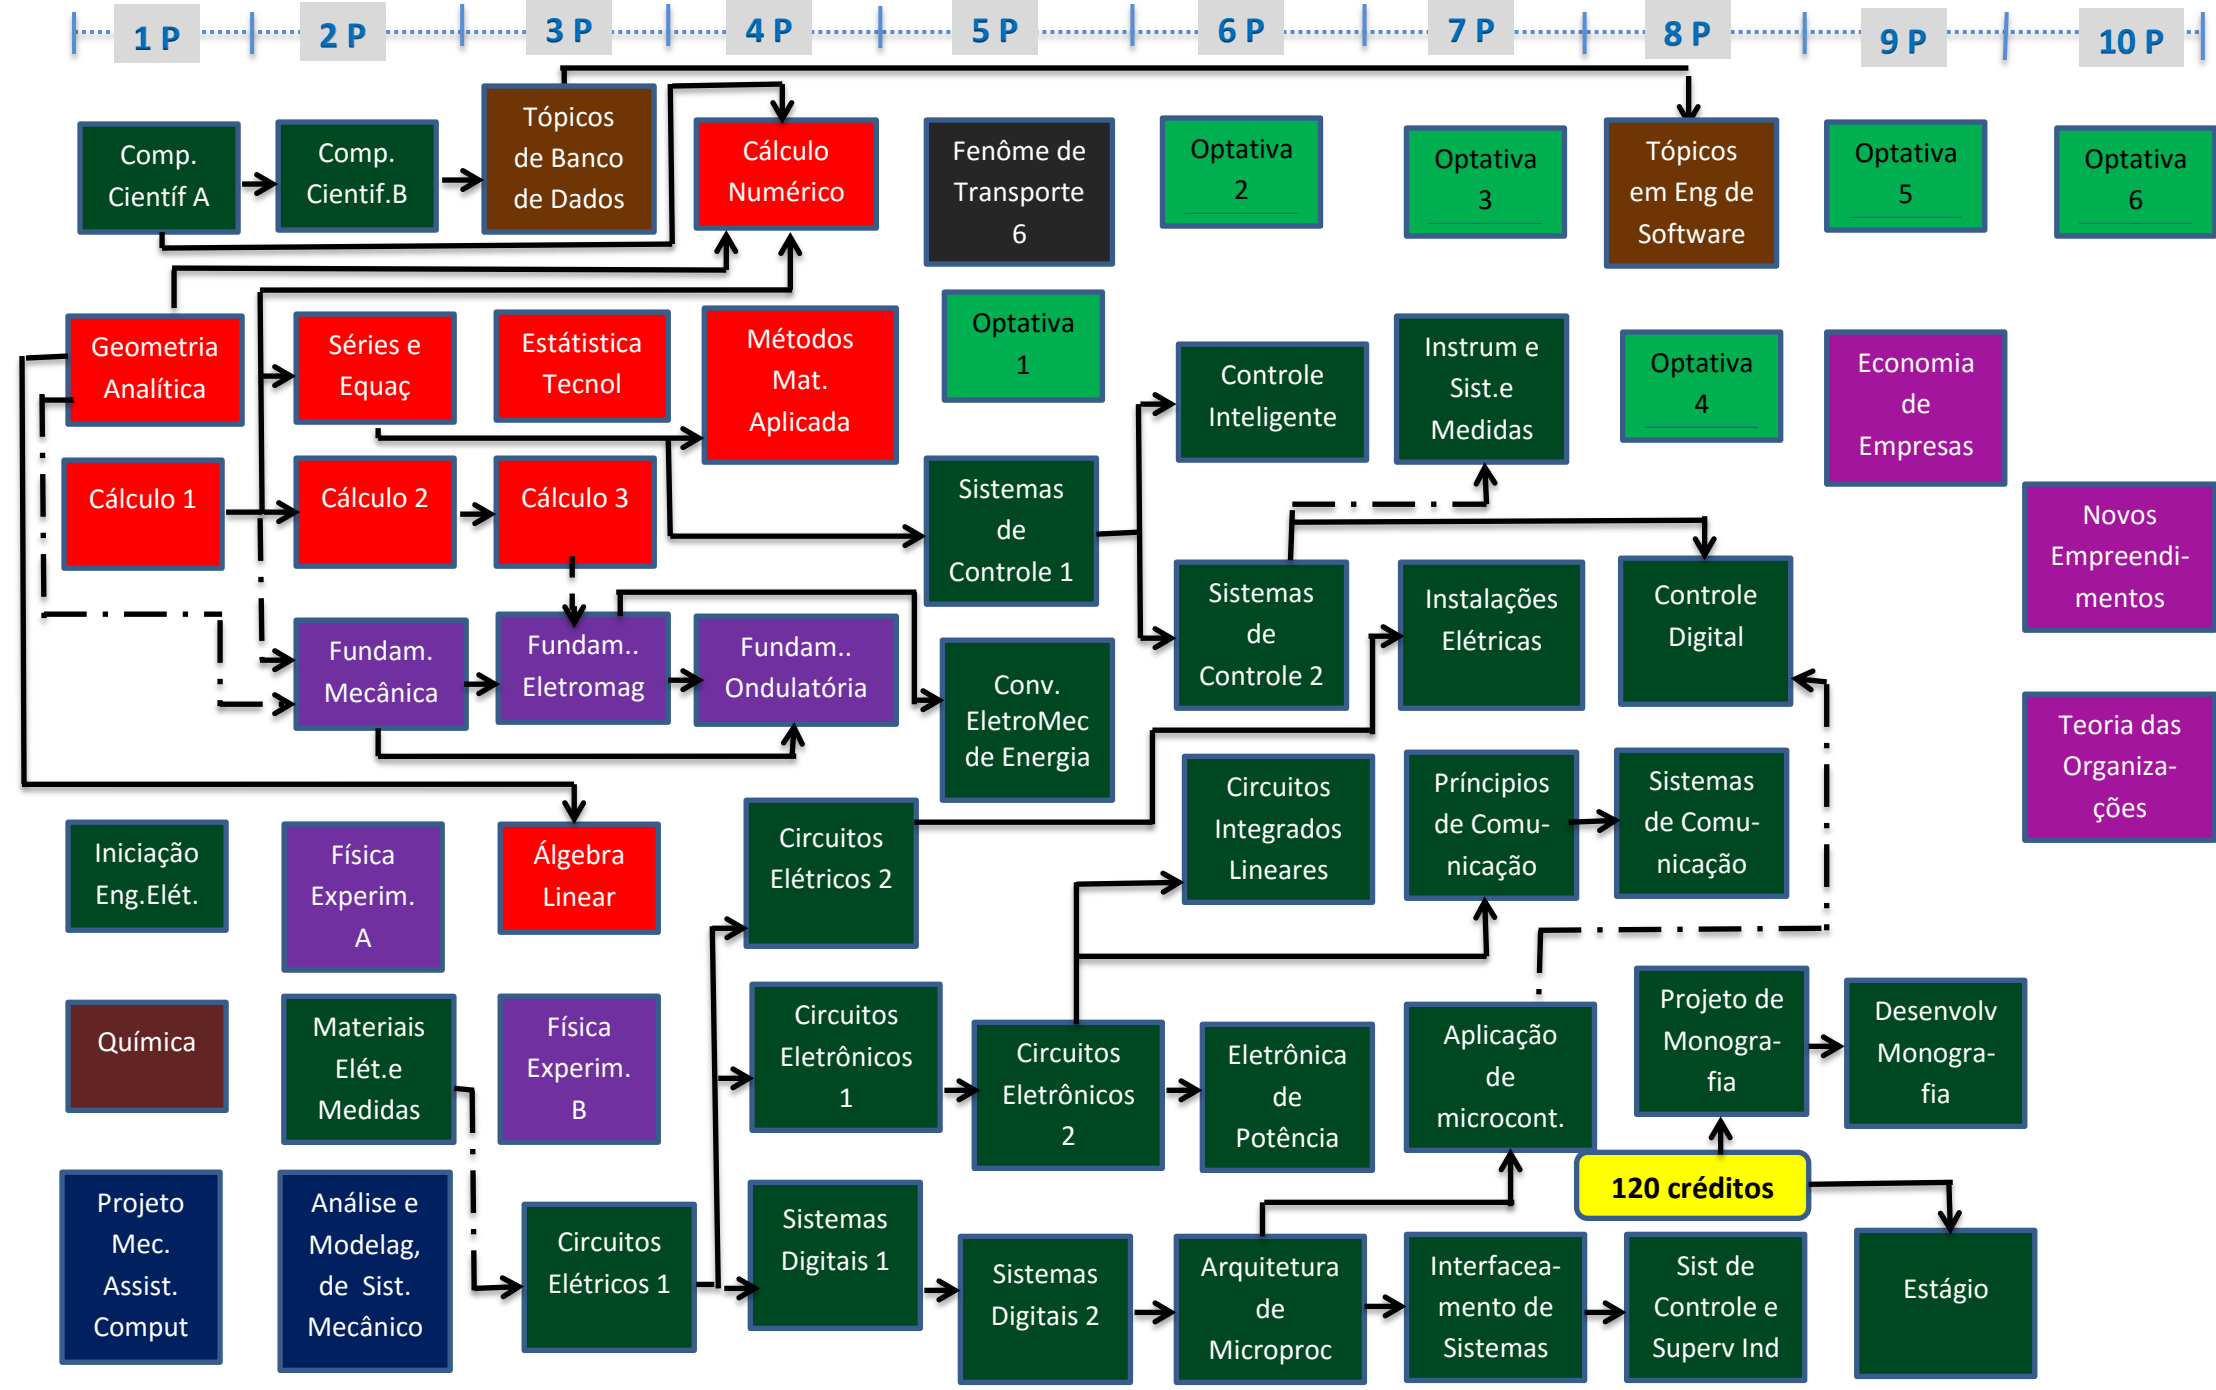 1 P
2 P
3 P
4 P
5 P
6 P
7 P
8 P
9 P
10 P
Comp.
Científ A
Comp.
Cientif.B
Tópicos
de Banco
de Dados
Cálculo
Numérico
Fenôme de
Transporte
6
Optativa
2
Optativa
3
Tópicos
em Eng de
Software
Optativa
5
Optativa
6
Geometria
Analítica
Séries e
Equaç
Estátistica
Tecnol
Métodos
Mat.
Aplicada
Optativa
1
Controle
Inteligente
Instrum e
Sist.e
Medidas
Optativa
4
Economia
de
Empresas
Cálculo 1
Cálculo 2
Cálculo 3
Sistemas
de
Controle 1
Sistemas
de
Controle 2
Instalações
Elétricas
Controle
Digital
Novos
Empreendi-
mentos
Fundam.
Mecânica
Fundam..
Eletromag
Fundam..
Ondulatória
Conv.
EletroMec
de Energia
Circuitos
Integrados
Lineares
Príncipios
de Comu-
nicação
Sistemas
de Comu-
nicação
Teoria das
Organiza-
ções
Iniciação
Eng.Elét.
Física
Experim.
A
Álgebra
Linear
Circuitos
Elétricos 2
Química
Materiais
Elét.e
Medidas
Física
Experim.
B
Circuitos
Eletrônicos
1
Circuitos
Eletrônicos
2
Eletrônica
de
Potência
Aplicação
de
microcont.
Projeto de
Monogra-
fia
Desenvolv
Monogra-
fia
120 créditos
Projeto
Mec.
Assist.
Comput
Análise e
Modelag,
de Sist.
Mecânico
Circuitos
Elétricos 1
Sistemas
Digitais 1
Sistemas
Digitais 2
Arquitetura
de
Microproc
Interfacea-
mento de
Sistemas
Sist de
Controle e
Superv Ind
Estágio